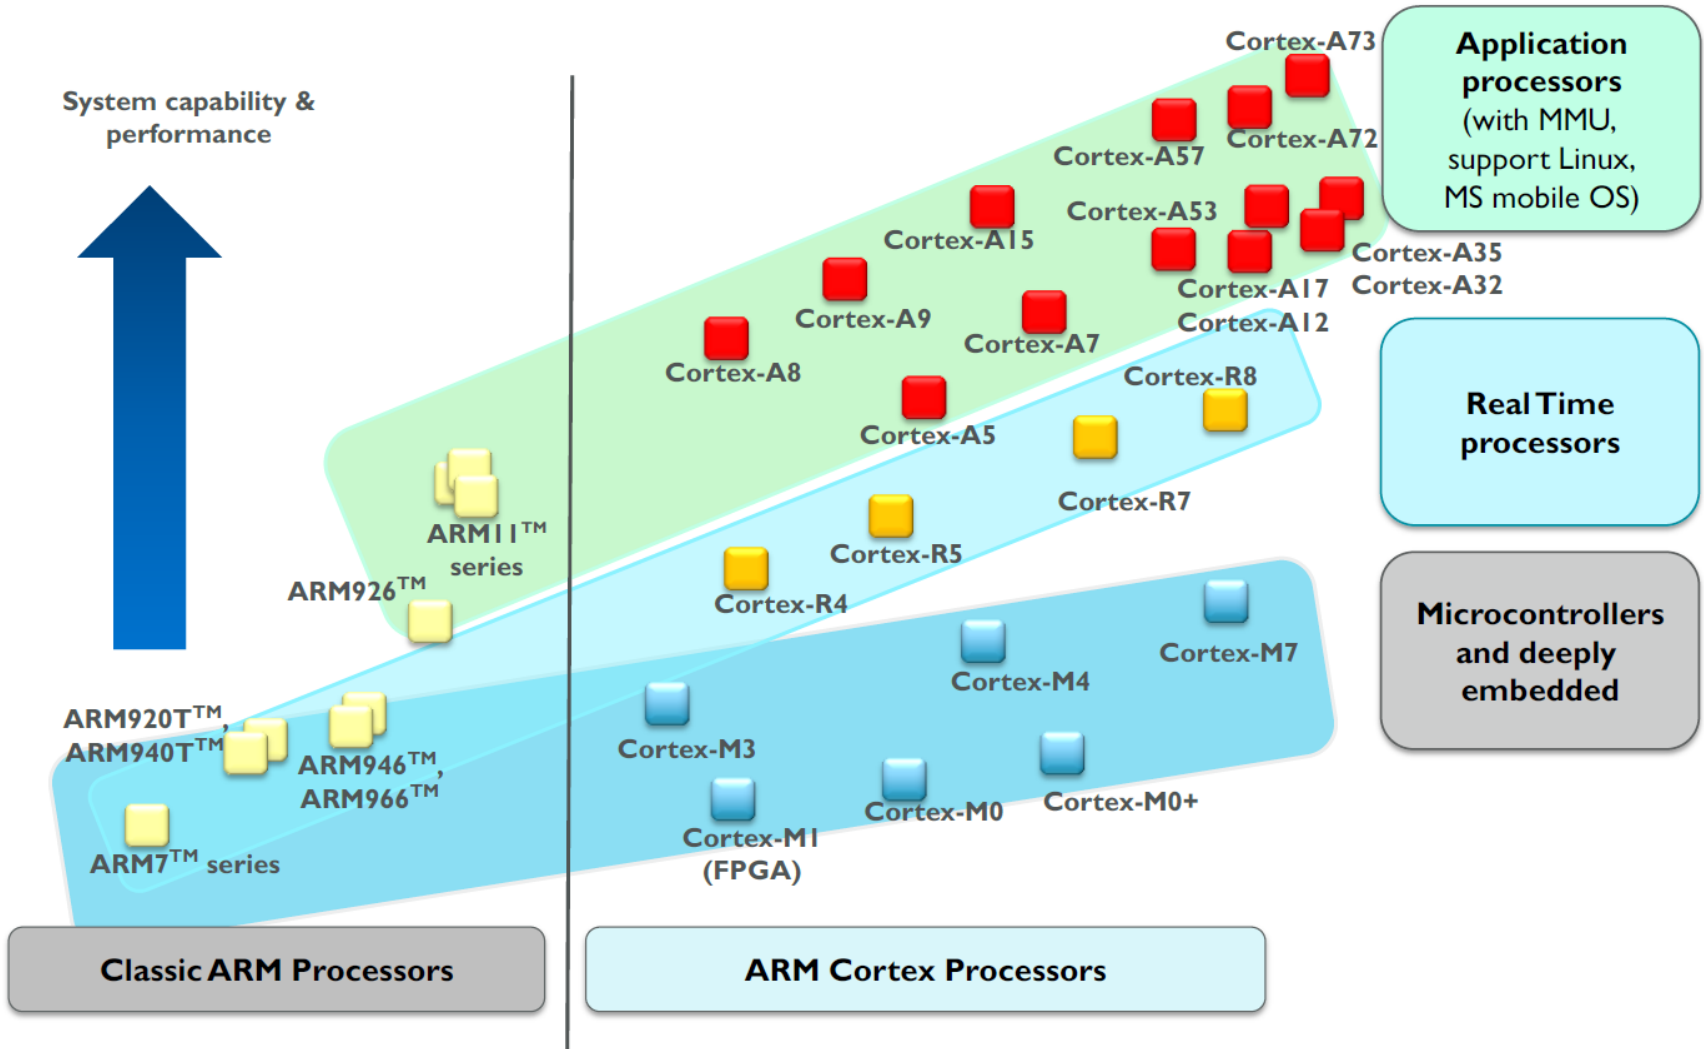 Cortex-A73
Application
processors
(with MMU,
support Linux,
MS mobile OS)
System capability &
performance
Cortex-A72
Cortex-A57
Cortex-A53
Cortex-A15
Cortex-A35
Cortex-A32
Cortex-A17
Cortex-A12
Cortex-A9
Cortex-A7
Cortex-A8
Cortex-A5
Cortex-R8
Real Time
processors
Cortex-R7
ARM11™
series
Cortex-R5
ARM926™
Cortex-R4
Microcontrollers
and deeply
embedded
Cortex-M7
Cortex-M4
ARM920T™,
ARM940T™
Cortex-M3
ARM946™,
ARM966™
Cortex-M0+
Cortex-M0
Cortex-M1
(FPGA)
ARM7™ series
Classic ARM Processors
ARM Cortex Processors